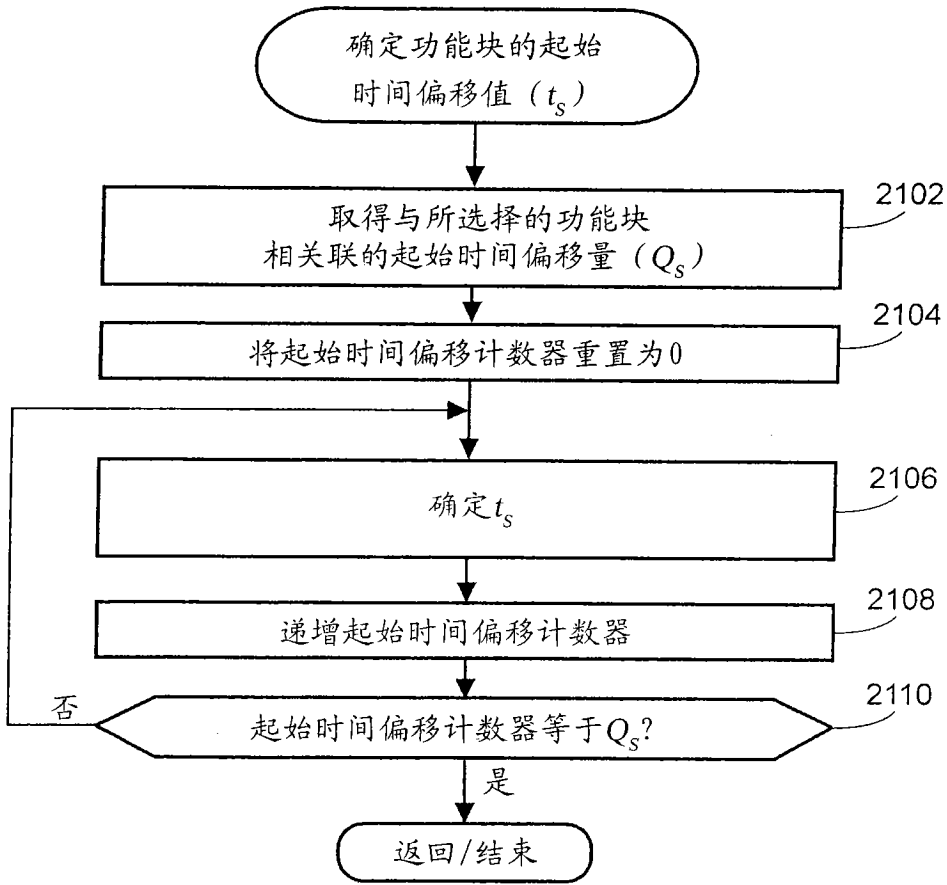 确定功能块的起始
时间偏移值（tS）
2102
取得与所选择的功能块
相关联的起始时间偏移量（QS）
2104
将起始时间偏移计数器重置为0
2106
确定tS
2108
递增起始时间偏移计数器
2110
否
起始时间偏移计数器等于QS?
是
返回/结束